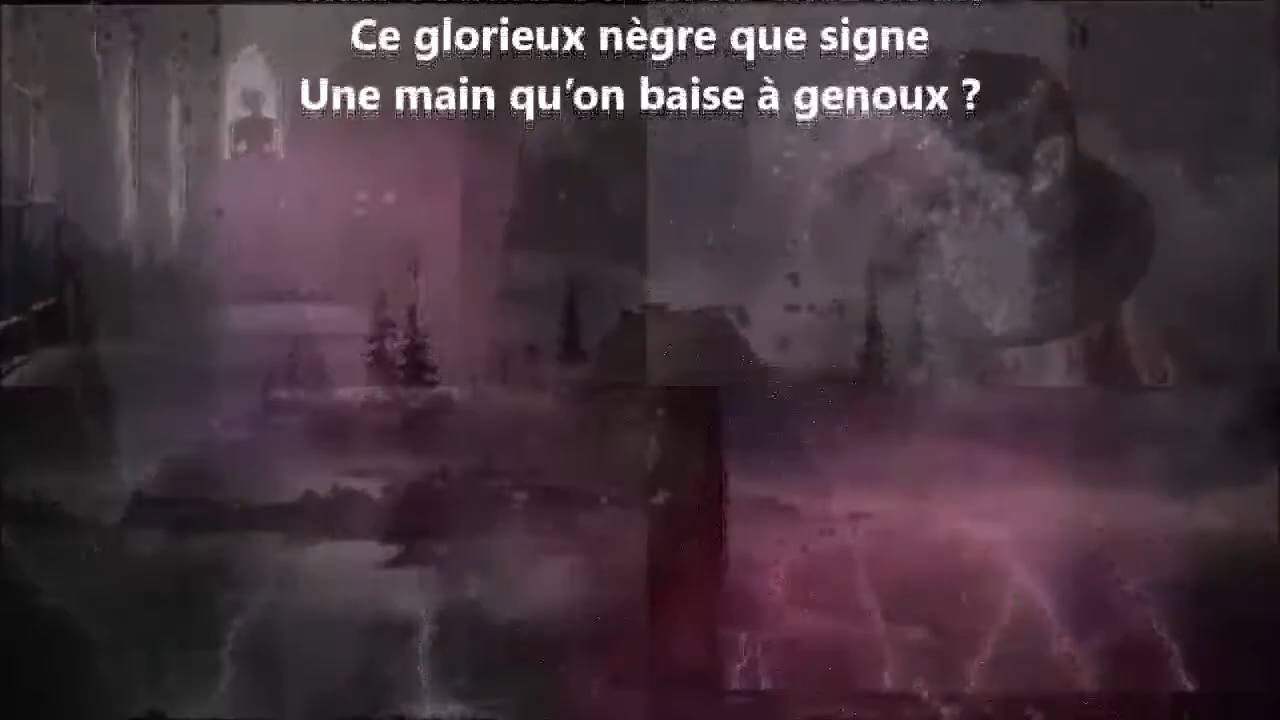 Ce glorieux nègre que signe
Une main qu’on baise à genoux ?